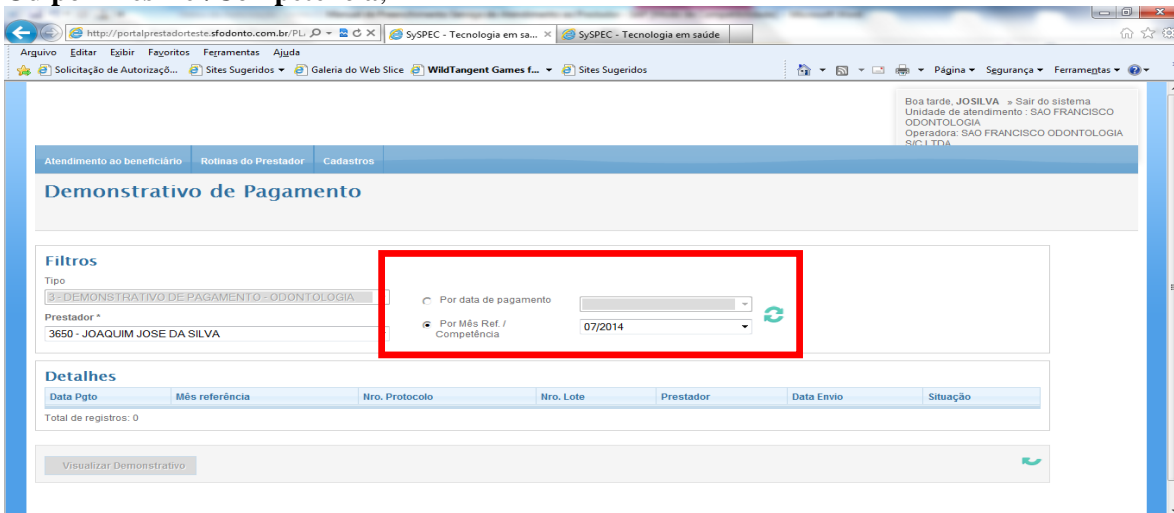 http://portalprestadorteste.sfodonto.com.br/PL
SySPEC - Tecnologia em sa...
SySPEC - Tecnologia em saúde
Arquivo Editar Exibir Favoritos Ferramentas Ajuda
Solicitação de Autorizaçõ... Sites Sugeridos Galeria do Web Slice WildTangent Games f... Sites Sugeridos Página Segurança Ferramentas
Boa tarde, JOSILVA » Sair do sistema
Unidade de atendimento : SAO FRANCISCO
ODONTOLOGIA
Operadora: SAO FRANCISCO ODONTOLOGIA
S/C LTDA
Atendimento ao beneficiário Rotinas do Prestador Cadastros
Demonstrativo de Pagamento
Filtros
Tipo
3 - DEMONSTRATIVO DE PAGAMENTO - ODONTOLOGIA
Prestador *
3650 - JOAQUIM JOSE DA SILVA
Por data de pagamento
Por Mês Ref. /
Competência
07/2014
Detalhes
Data Pgto Mês referência Nro. Protocolo Nro. Lote Prestador Data Envio Situação
Total de registros: 0
Visualizar Demonstrativo